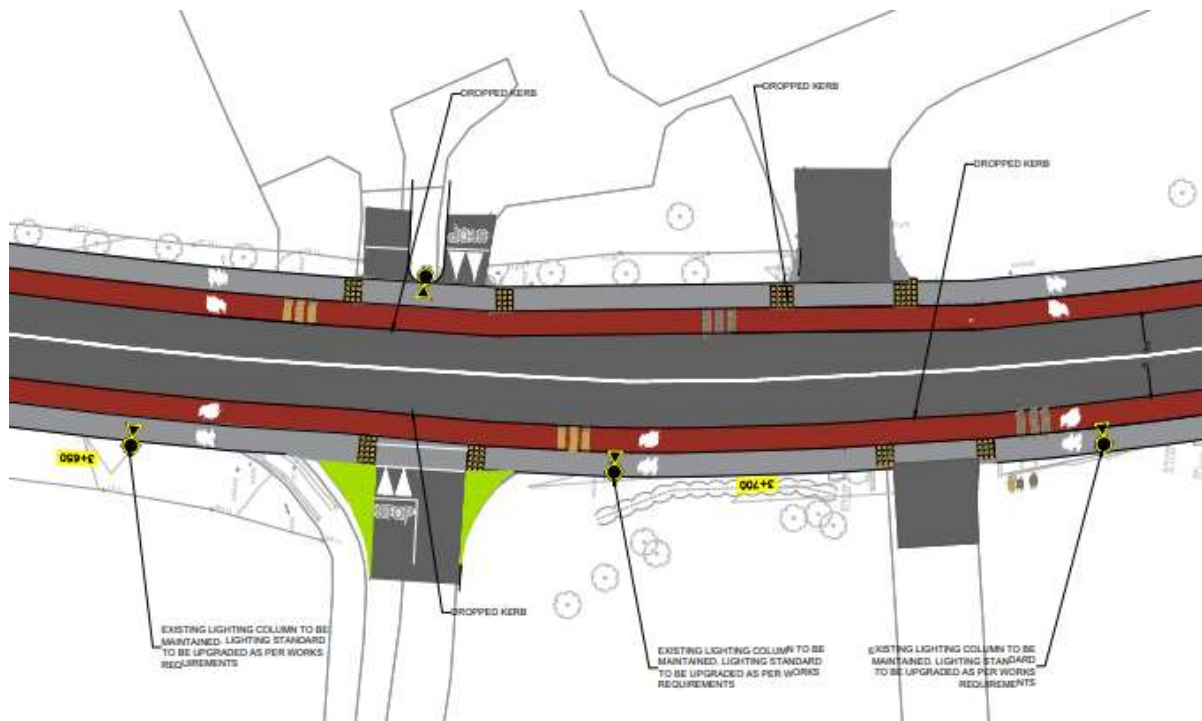 DROPPED KERB
DROPPED KERB
DROPPED KERB
STOP
3+650
STOP
3+700
DROPPED KERB
EXISTING LIGHTING COLUMN TO BE
MAINTAINED. LIGHTING STANDARD
TO BE UPGRADED AS PER WORKS
REQUIREMENTS
EXISTING LIGHTING COLUMN TO BE
MAINTAINED. LIGHTING STANDARD
TO BE UPGRADED AS PER WORKS
REQUIREMENTS
EXISTING LIGHTING COLUMN TO BE
MAINTAINED. LIGHTING STANDARD
TO BE UPGRADED AS PER WORKS
REQUIREMENTS